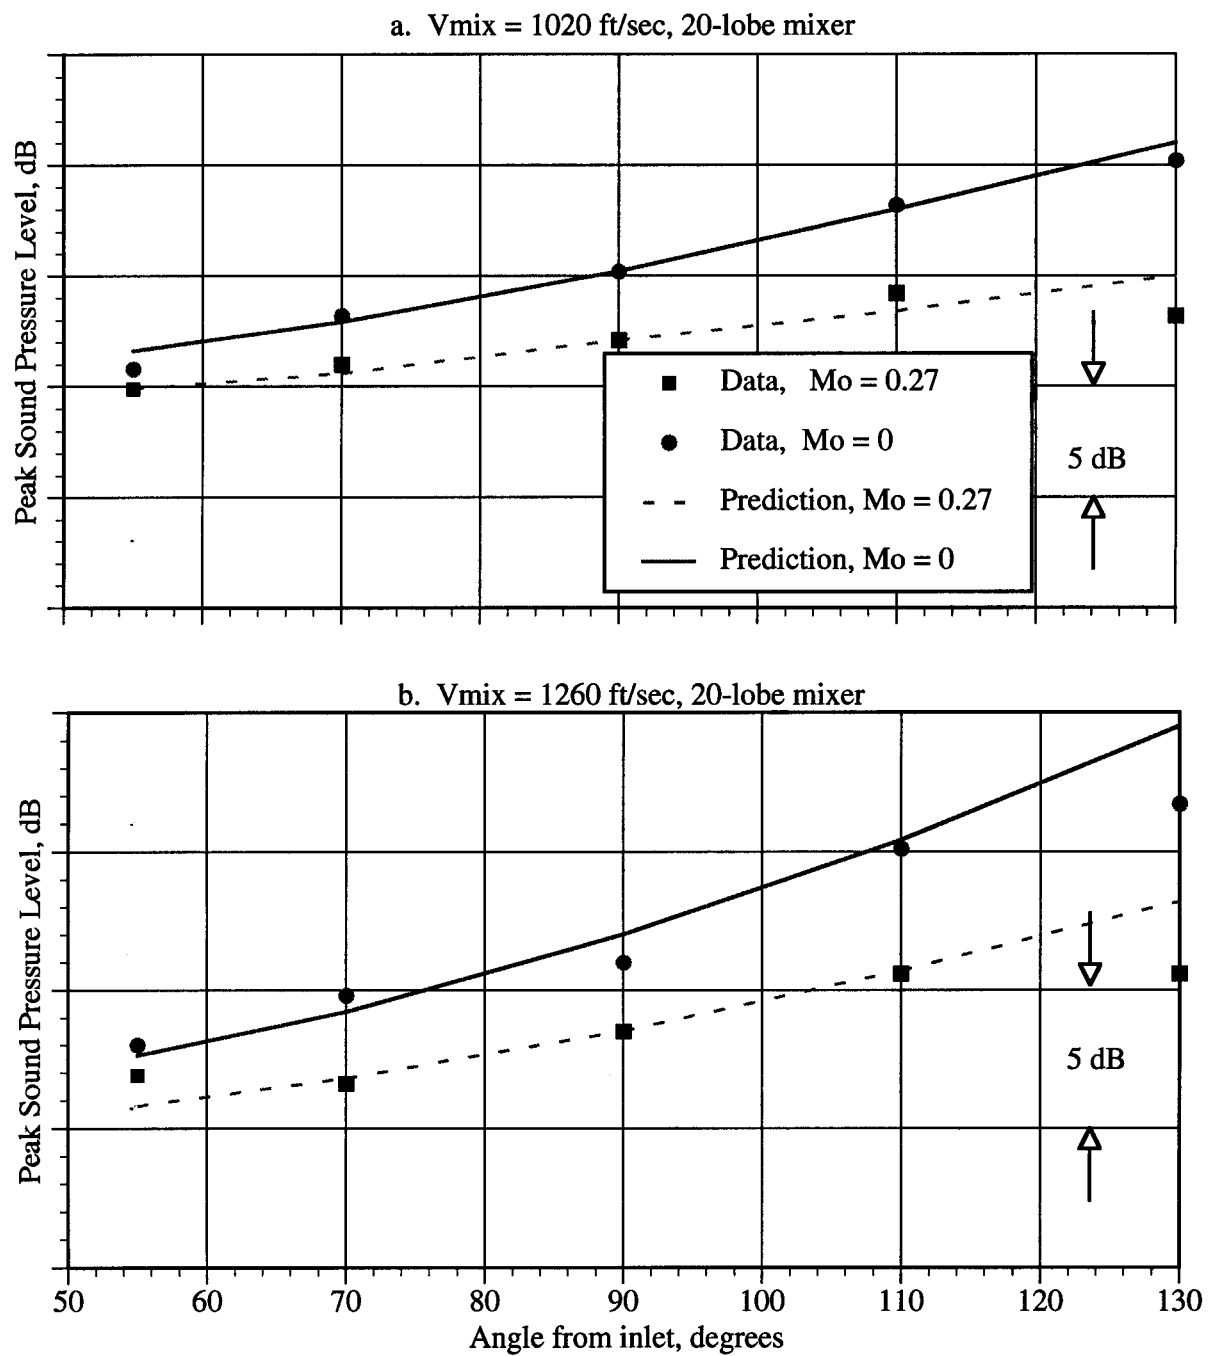 a. Vmix = 1020 ft/sec, 20-lobe mixer
Peak Sound Pressure Level, dB
Data, Mo = 0.27
Data, Mo = 0
Prediction, Mo = 0.27
Prediction, Mo = 0
5 dB
b. Vmix = 1260 ft/sec, 20-lobe mixer
Peak Sound Pressure Level, dB
5 dB
50 60 70 80 90 100 110 120 130
Angle from inlet, degrees